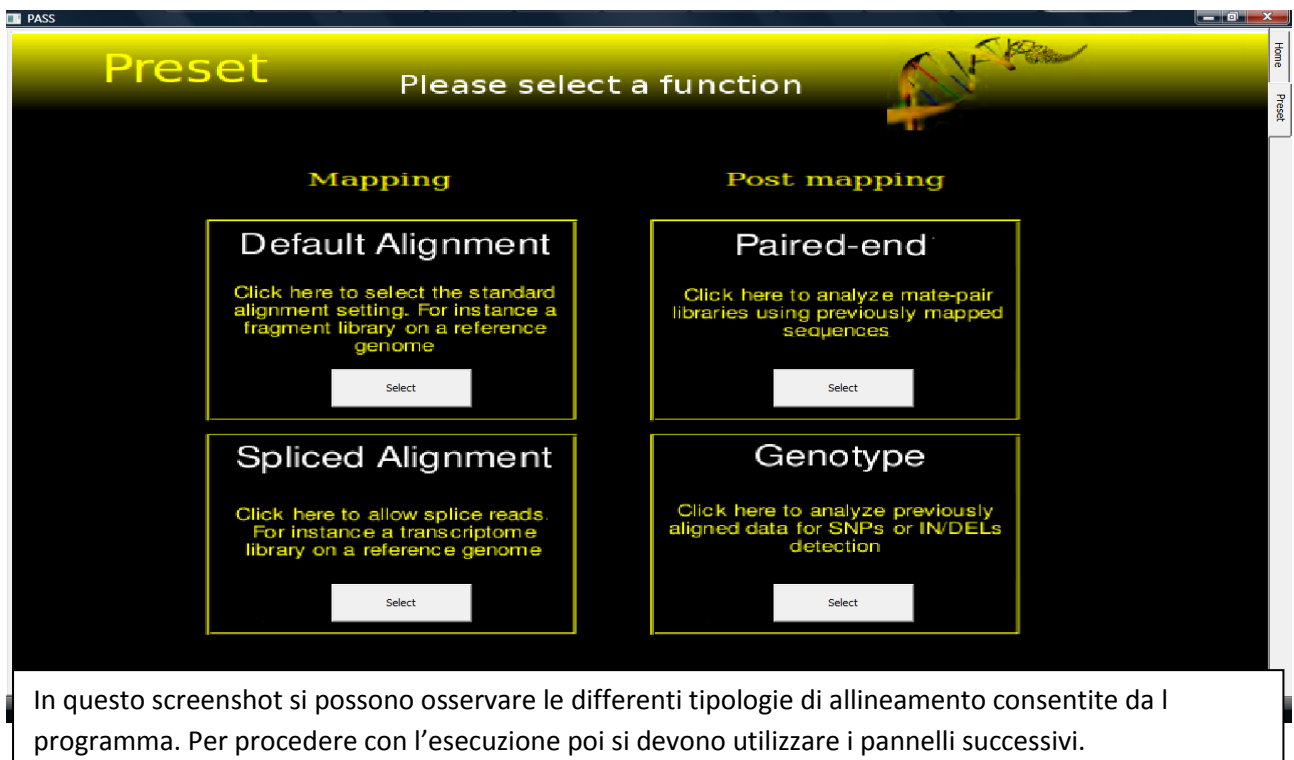 PASS
Home
Preset
Preset
Please select a function
Mapping
Default Alignment
Click here to select the standard
alignment setting. For instance a
fragment library on a reference
genome
Select
Spliced Alignment
Click here to allow splice reads.
For instance a transcriptome
library on a reference genome
Select
Post mapping
Paired-end
Click here to analyze mate-pair
libraries using previously mapped
sequences
Select
Genotype
Click here to analyze previously
aligned data for SNPs or IN/DELs
detection
Select
In questo screenshot si possono osservare le differenti tipologie di allineamento consentite da l
programma. Per procedere con l’esecuzione poi si devono utilizzare i pannelli successivi.